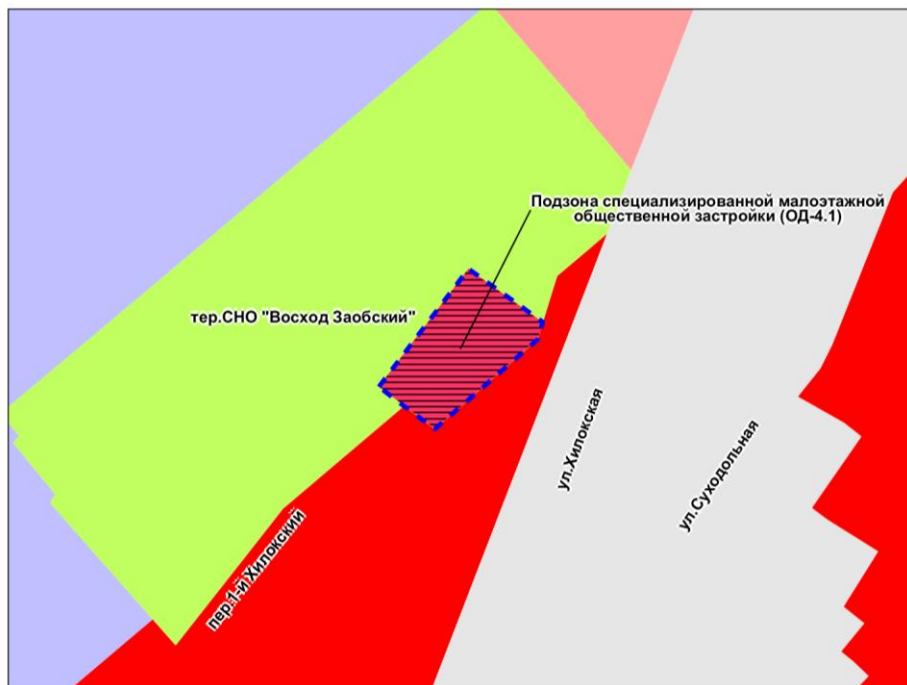 Подзона специализированной малоэтажной
общественной застройки (ОД-4.1)
тер.СНО "Восход Заобский"
ул.Хилокская
ул.Суходольная
пер.1-й Хилокский